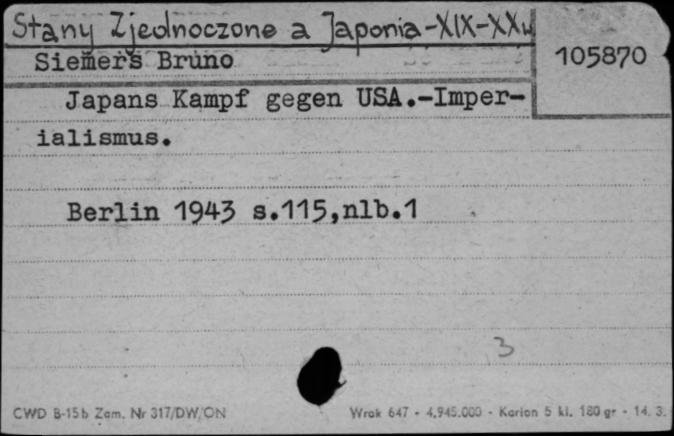 Stany Zjednoczone a Japonia-XIX-XXw
Siemers Bruno
105870
Japans Kampf gegen USA.-Imper-
ialismus.
Berlin 1943 s.115,nlb.1
3
CWD B-15b Zam. Nr 317/DW/ON
Wrak 647 - 4.945.000 - Karton 5 kl. 180 gr - 14. 3.